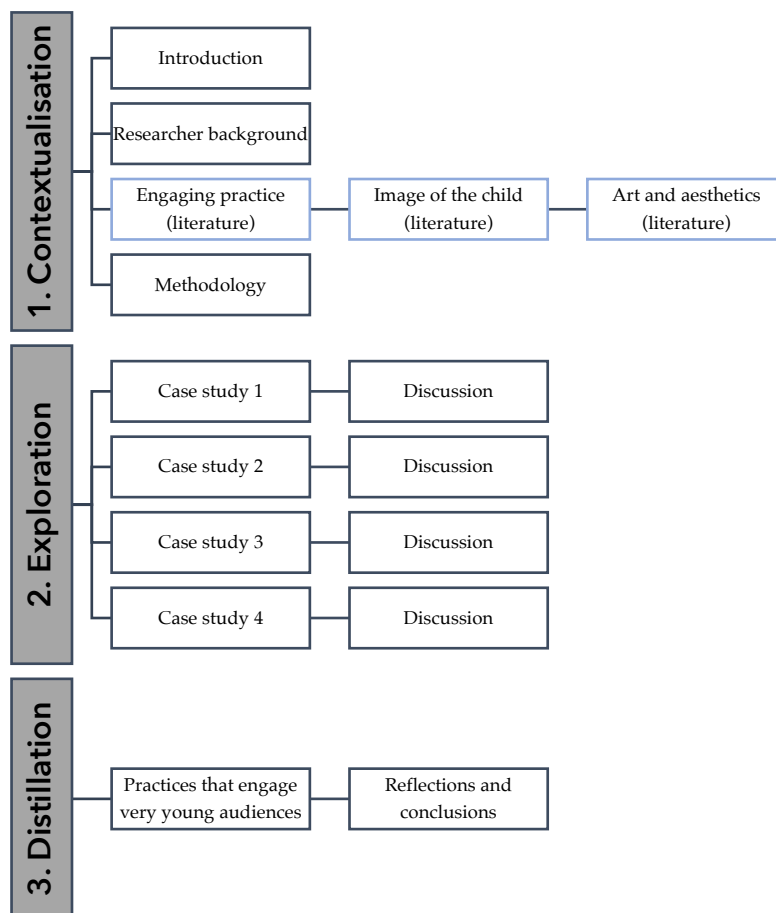 1. Contextualisation
Introduction
Researcher background
Engaging practice
(literature)
Image of the child
(literature)
Art and aesthetics
(literature)
Methodology
2. Exploration
Case study 1
Discussion
Case study 2
Discussion
Case study 3
Discussion
Case study 4
Discussion
3. Distillation
Practices that engage
very young audiences
Reflections and
conclusions